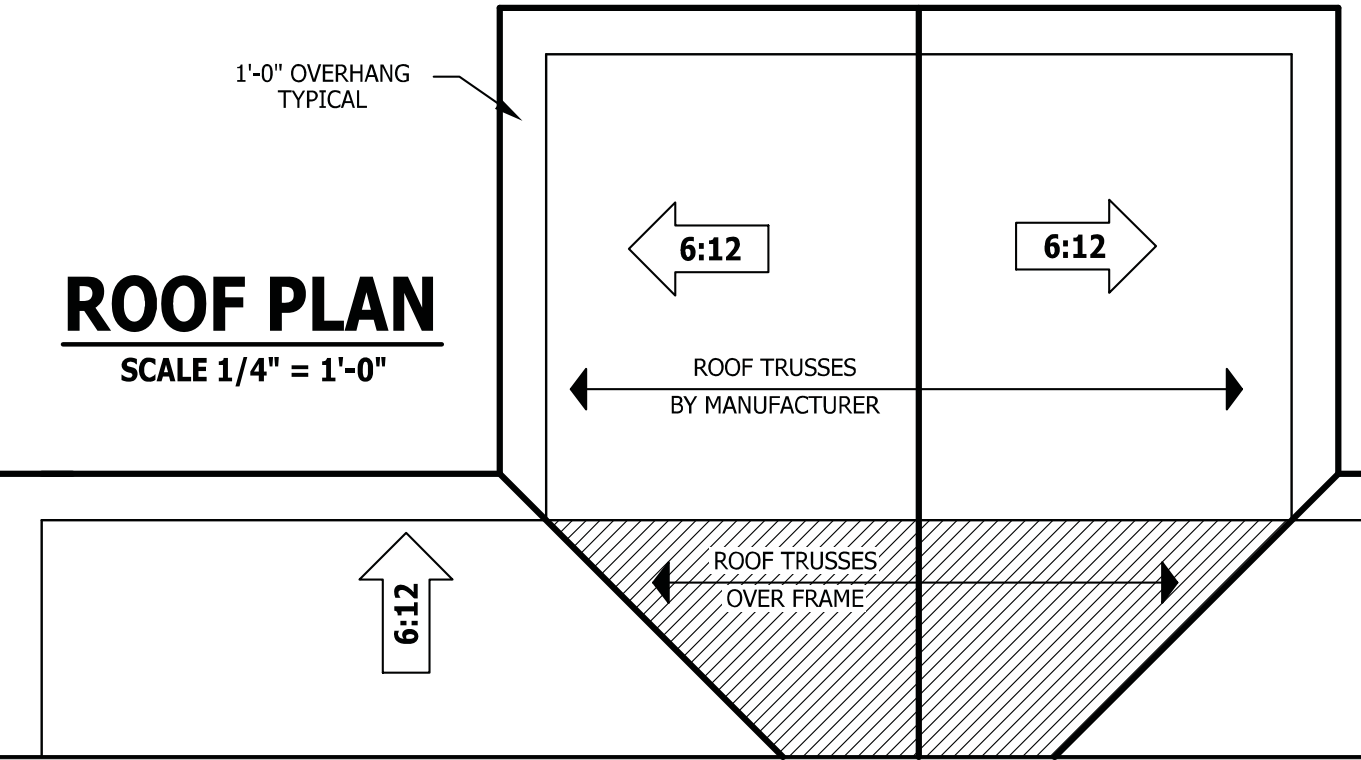 1'-0" OVERHANG
TYPICAL
6:12
6:12
ROOF PLAN
SCALE 1/4" = 1'-0"
ROOF TRUSSES
BY MANUFACTURER
ROOF TRUSSES
OVER FRAME
6:12